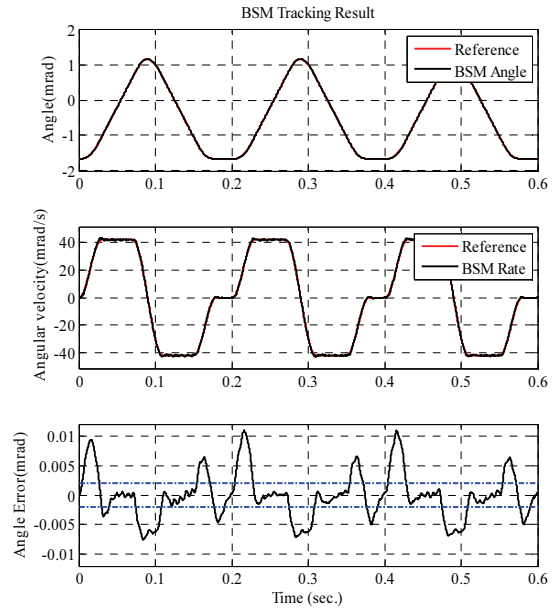 BSM Tracking Result
Angle(mrad)
2
1
0
-1
-2
Reference
BSM Angle
0 0.1 0.2 0.3 0.4 0.5 0.6
Angular velocity(mrad/s)
40
20
0
-20
-40
Reference
BSM Rate
0 0.1 0.2 0.3 0.4 0.5 0.6
Angle Error(mrad)
0.01
0.005
0
-0.005
-0.01
0 0.1 0.2 0.3 0.4 0.5 0.6
Time (sec.)